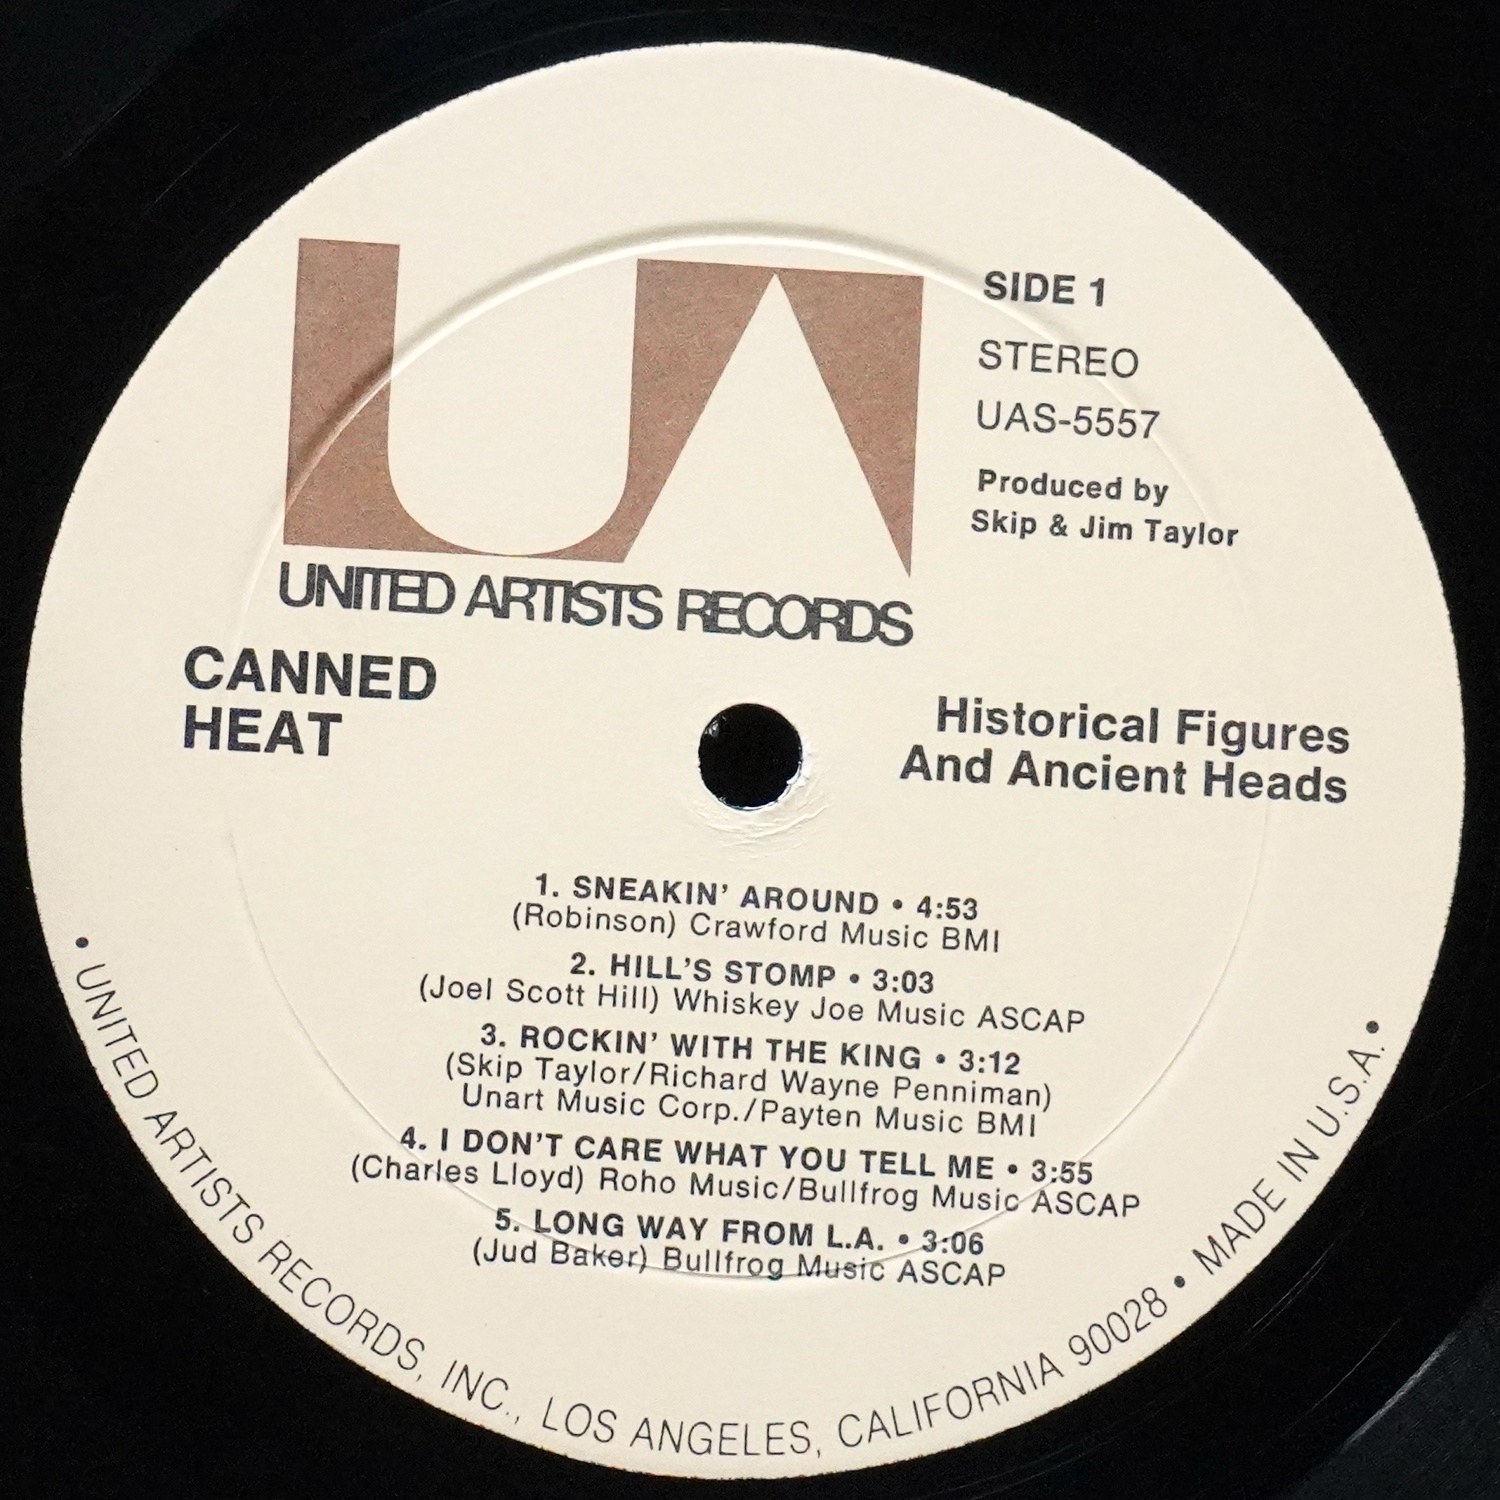 UA
SIDE 1
STEREO
UAS-5557
Produced by
Skip & Jim Taylor
UNITED ARTISTS RECORDS
CANNED
HEAT
Historical Figures
And Ancient Heads
1. SNEAKIN' AROUND • 4:53
(Robinson) Crawford Music BMI
2. HILL'S STOMP • 3:03
(Joel Scott Hill) Whiskey Joe Music ASCAP
3. ROCKIN' WITH THE KING • 3:12
(Skip Taylor/Richard Wayne Penniman)
Unart Music Corp./Payten Music BMI
4. I DON'T CARE WHAT YOU TELL ME • 3:55
(Charles Lloyd) Roho Music/Bullfrog Music ASCAP
5. LONG WAY FROM L.A. • 3:06
(Jud Baker) Bullfrog Music ASCAP
• UNITED ARTISTS RECORDS, INC., LOS ANGELES, CALIFORNIA 90028 • MADE IN U.S.A. •